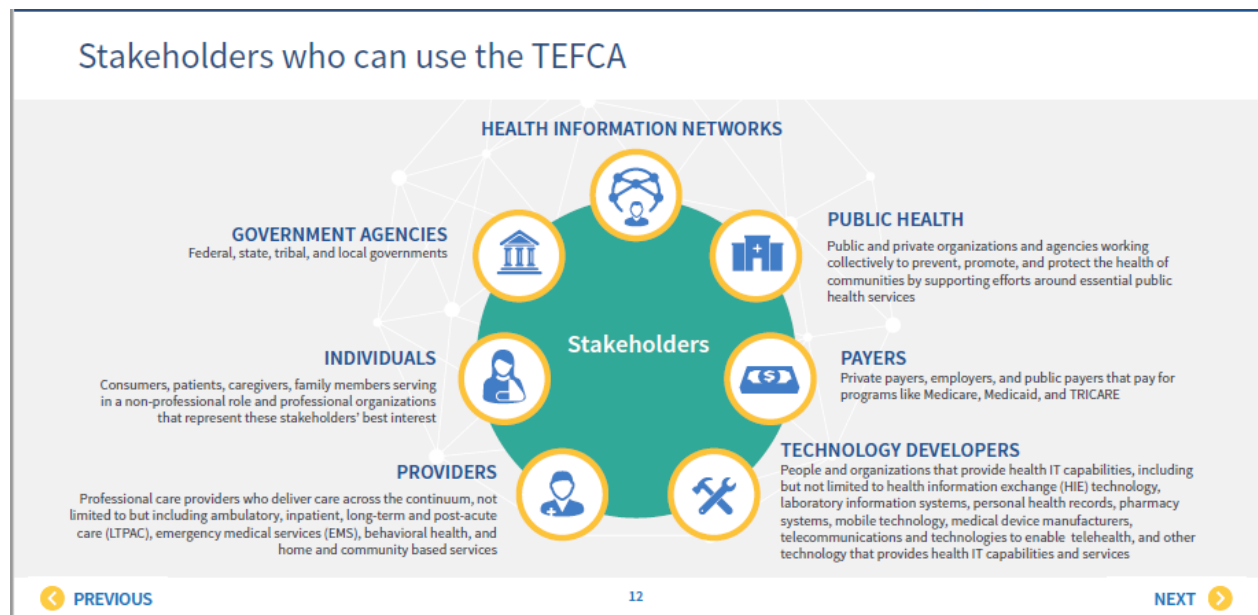 Stakeholders who can use the TEFCA
HEALTH INFORMATION NETWORKS
GOVERNMENT AGENCIES
Federal, state, tribal, and local governments
PUBLIC HEALTH
Public and private organizations and agencies working
collectively to prevent, promote, and protect the health of
communities by supporting efforts around essential public
health services
Stakeholders
INDIVIDUALS
Consumers, patients, caregivers, family members serving
in a non-professional role and professional organizations
that represent these stakeholders’ best interest
PAYERS
Private payers, employers, and public payers that pay for
programs like Medicare, Medicaid, and TRICARE
PROVIDERS
Professional care providers who deliver care across the continuum, not
limited to but including ambulatory, inpatient, long-term and post-acute
care (LTPAC), emergency medical services (EMS), behavioral health, and
home and community based services
TECHNOLOGY DEVELOPERS
People and organizations that provide health IT capabilities, including
but not limited to health information exchange (HIE) technology,
laboratory information systems, personal health records, pharmacy
systems, mobile technology, medical device manufacturers,
telecommunications and technologies to enable telehealth, and other
technology that provides health IT capabilities and services
PREVIOUS
12
NEXT